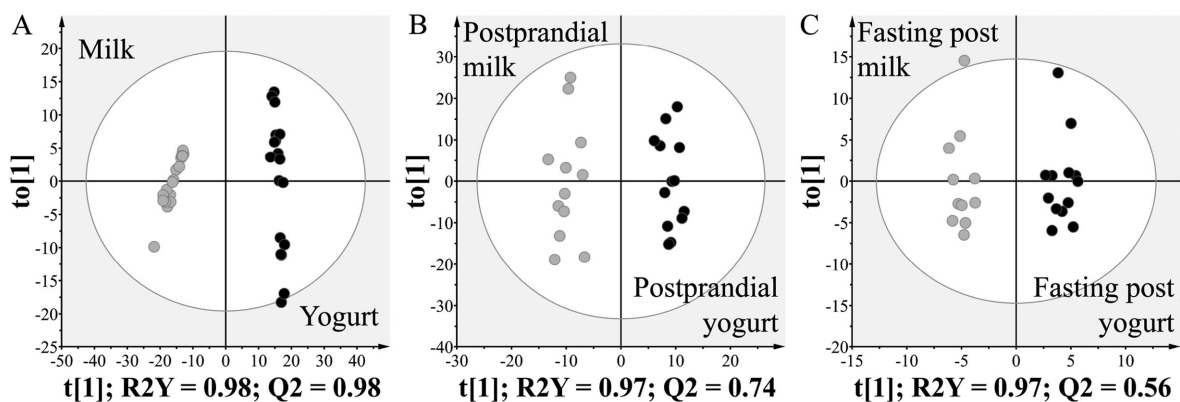 A
Milk
Yogurt
to[1]
20
15
10
5
0
-5
-10
-15
-20
-25
-50
-40
-30
-20
-10
0
10
20
30
40
t[1]; R2Y = 0.98; Q2 = 0.98
B
Postprandial
milk
Postprandial
yogurt
to[1]
40
30
20
10
0
-10
-20
-30
-40
-30
-20
-10
0
10
20
t[1]; R2Y = 0.97; Q2 = 0.74
C
Fasting post
milk
Fasting post
yogurt
to[1]
15
10
5
0
-5
-10
-15
-20
-15
-10
-5
0
5
10
t[1]; R2Y = 0.97; Q2 = 0.56